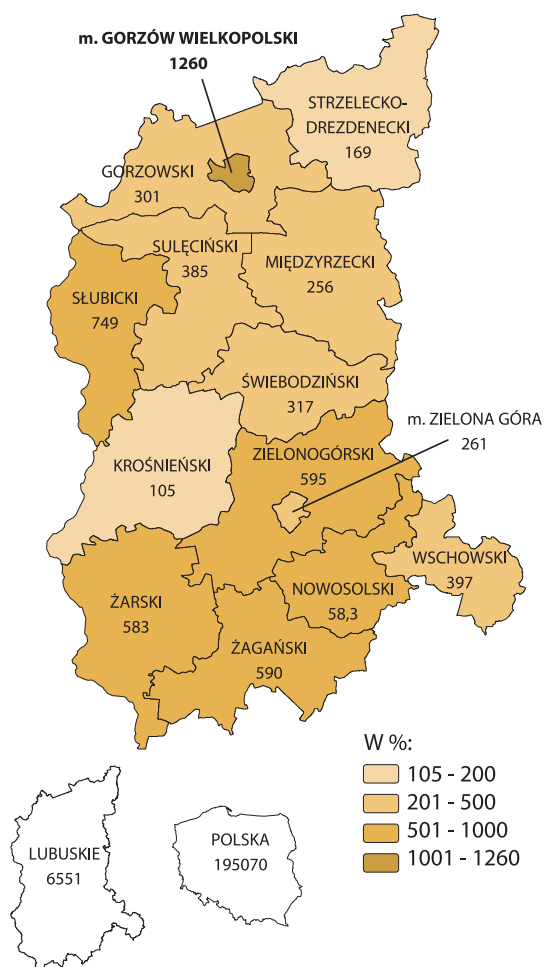 m. GORZÓW WIELKOPOLSKI
1260
STRZELECKO-
DREZDENECKI
169
GORZOWSKI
301
SULĘCIŃSKI
385
MIĘDZYRZECKI
256
SŁUBICKI
749
ŚWIEBODZIŃSKI
317
m. ZIELONA GÓRA
261
KROŚNIEŃSKI
105
ZIELONOGÓRSKI
595
WSCHOWSKI
397
ŻARSKI
583
NOWOSOLSKI
58,3
ŻAGAŃSKI
590
W %:
105 - 200
201 - 500
501 - 1000
1001 - 1260
LUBUSKIE
6551
POLSKA
195070